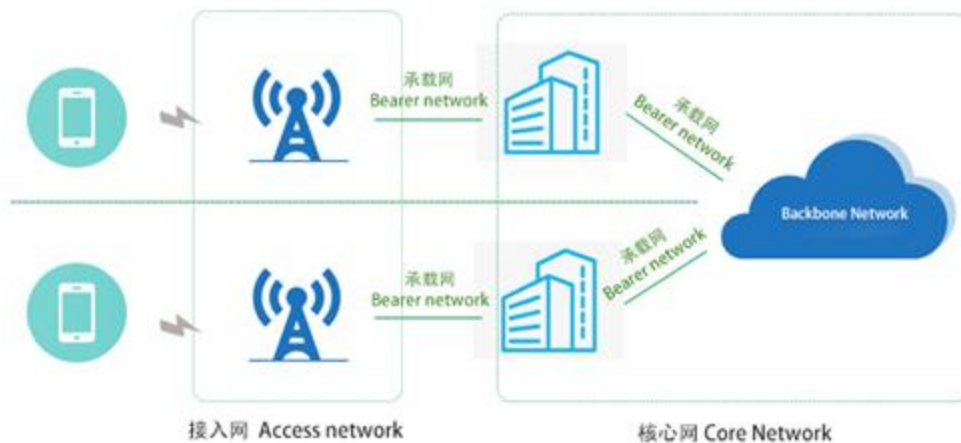 承载网
Bearer network
承载网
Bearer network
Backbone Network
承载网
Bearer network
承载网
Bearer network
接入网 Access network
核心网 Core Network